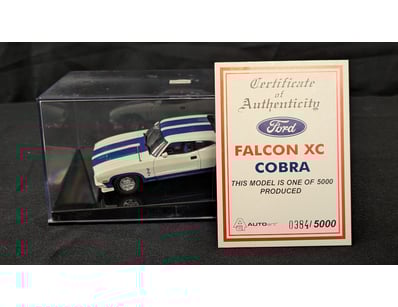 Certificate
of
Authenticity
Ford
FALCON XC
COBRA
THIS MODEL IS ONE OF 5000
PRODUCED
AUTOart
0384/5000